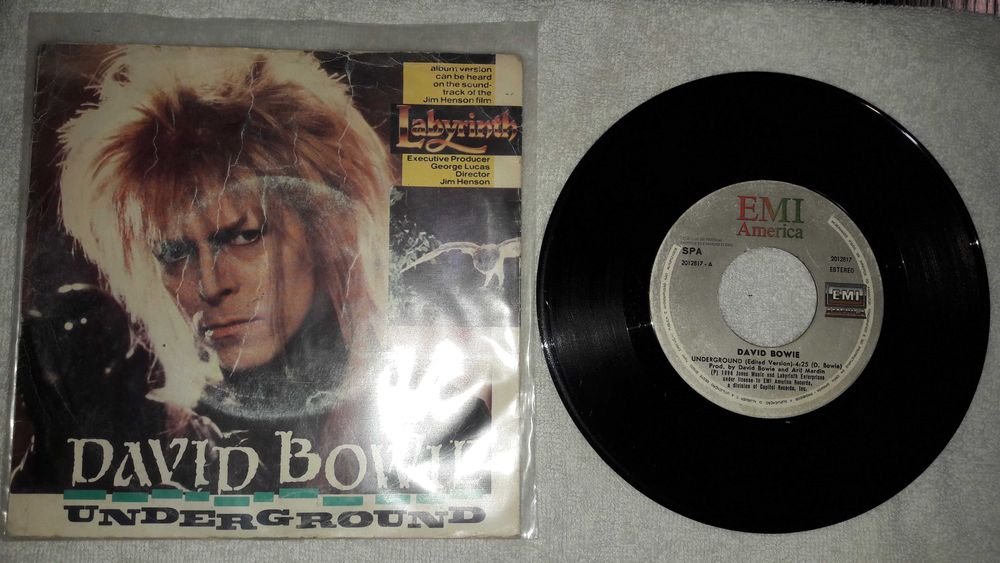 album version
can be heard
on the sound-
track of the
Jim Henson film
Labyrinth
Executive Producer
George Lucas
Director
Jim Henson
DAVID BOWIE
UNDERGROUND
EMI
America
SPA
2012817 - A
2012817
ESTEREO
EMI
DAVID BOWIE
UNDERGROUND (Edited Version)-4:25 (D. Bowie)
Prod. by David Bowie and Arif Mardin
(P) 1986 Jones Music and Labyrinth Enterprises
under license to EMI America Records,
a division of Capitol Records, Inc.